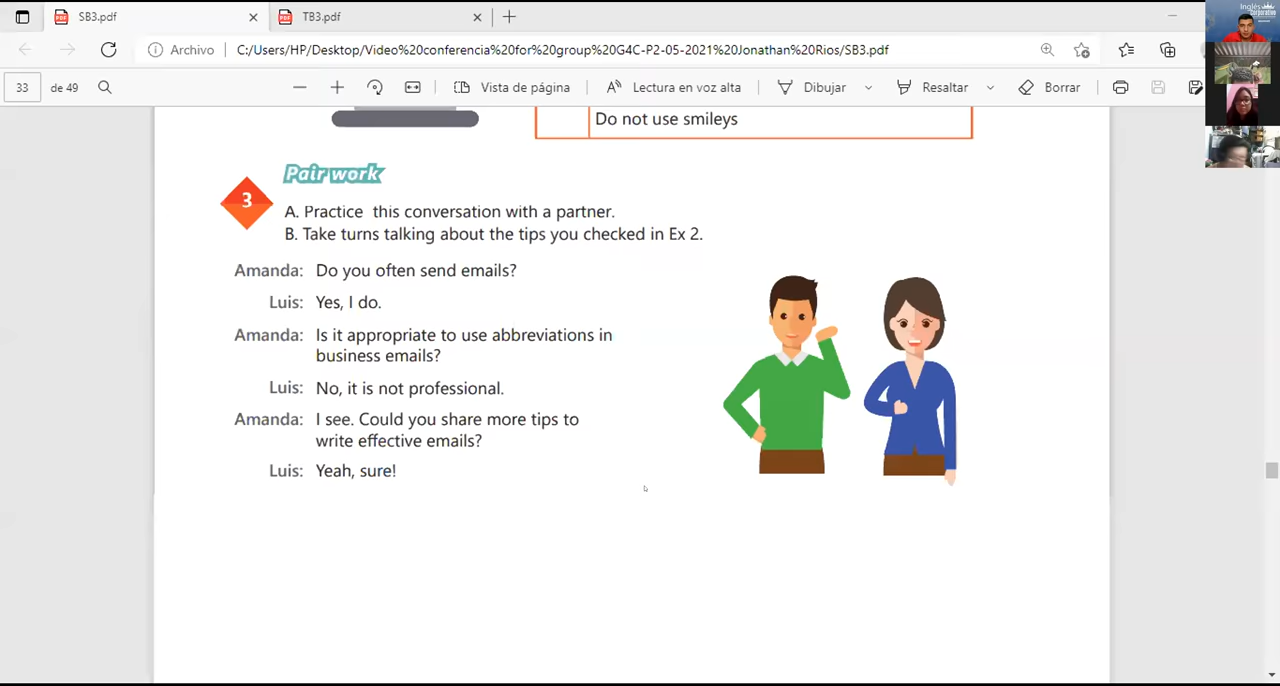 SB3.pdf
TB3.pdf
Archivo
C:/Users/HP/Desktop/Video%20conferencia%20for%20group%20G4C-P2-05-2021%20Jonathan%20Rios/SB3.pdf
33 de 49
Vista de página
Lectura en voz alta
Dibujar
Resaltar
Borrar
Do not use smileys
Pair work
3
A. Practice this conversation with a partner.
B. Take turns talking about the tips you checked in Ex 2.
Amanda: Do you often send emails?
Luis: Yes, I do.
Amanda: Is it appropriate to use abbreviations in
business emails?
Luis: No, it is not professional.
Amanda: I see. Could you share more tips to
write effective emails?
Luis: Yeah, sure!
Inglés
Corporation